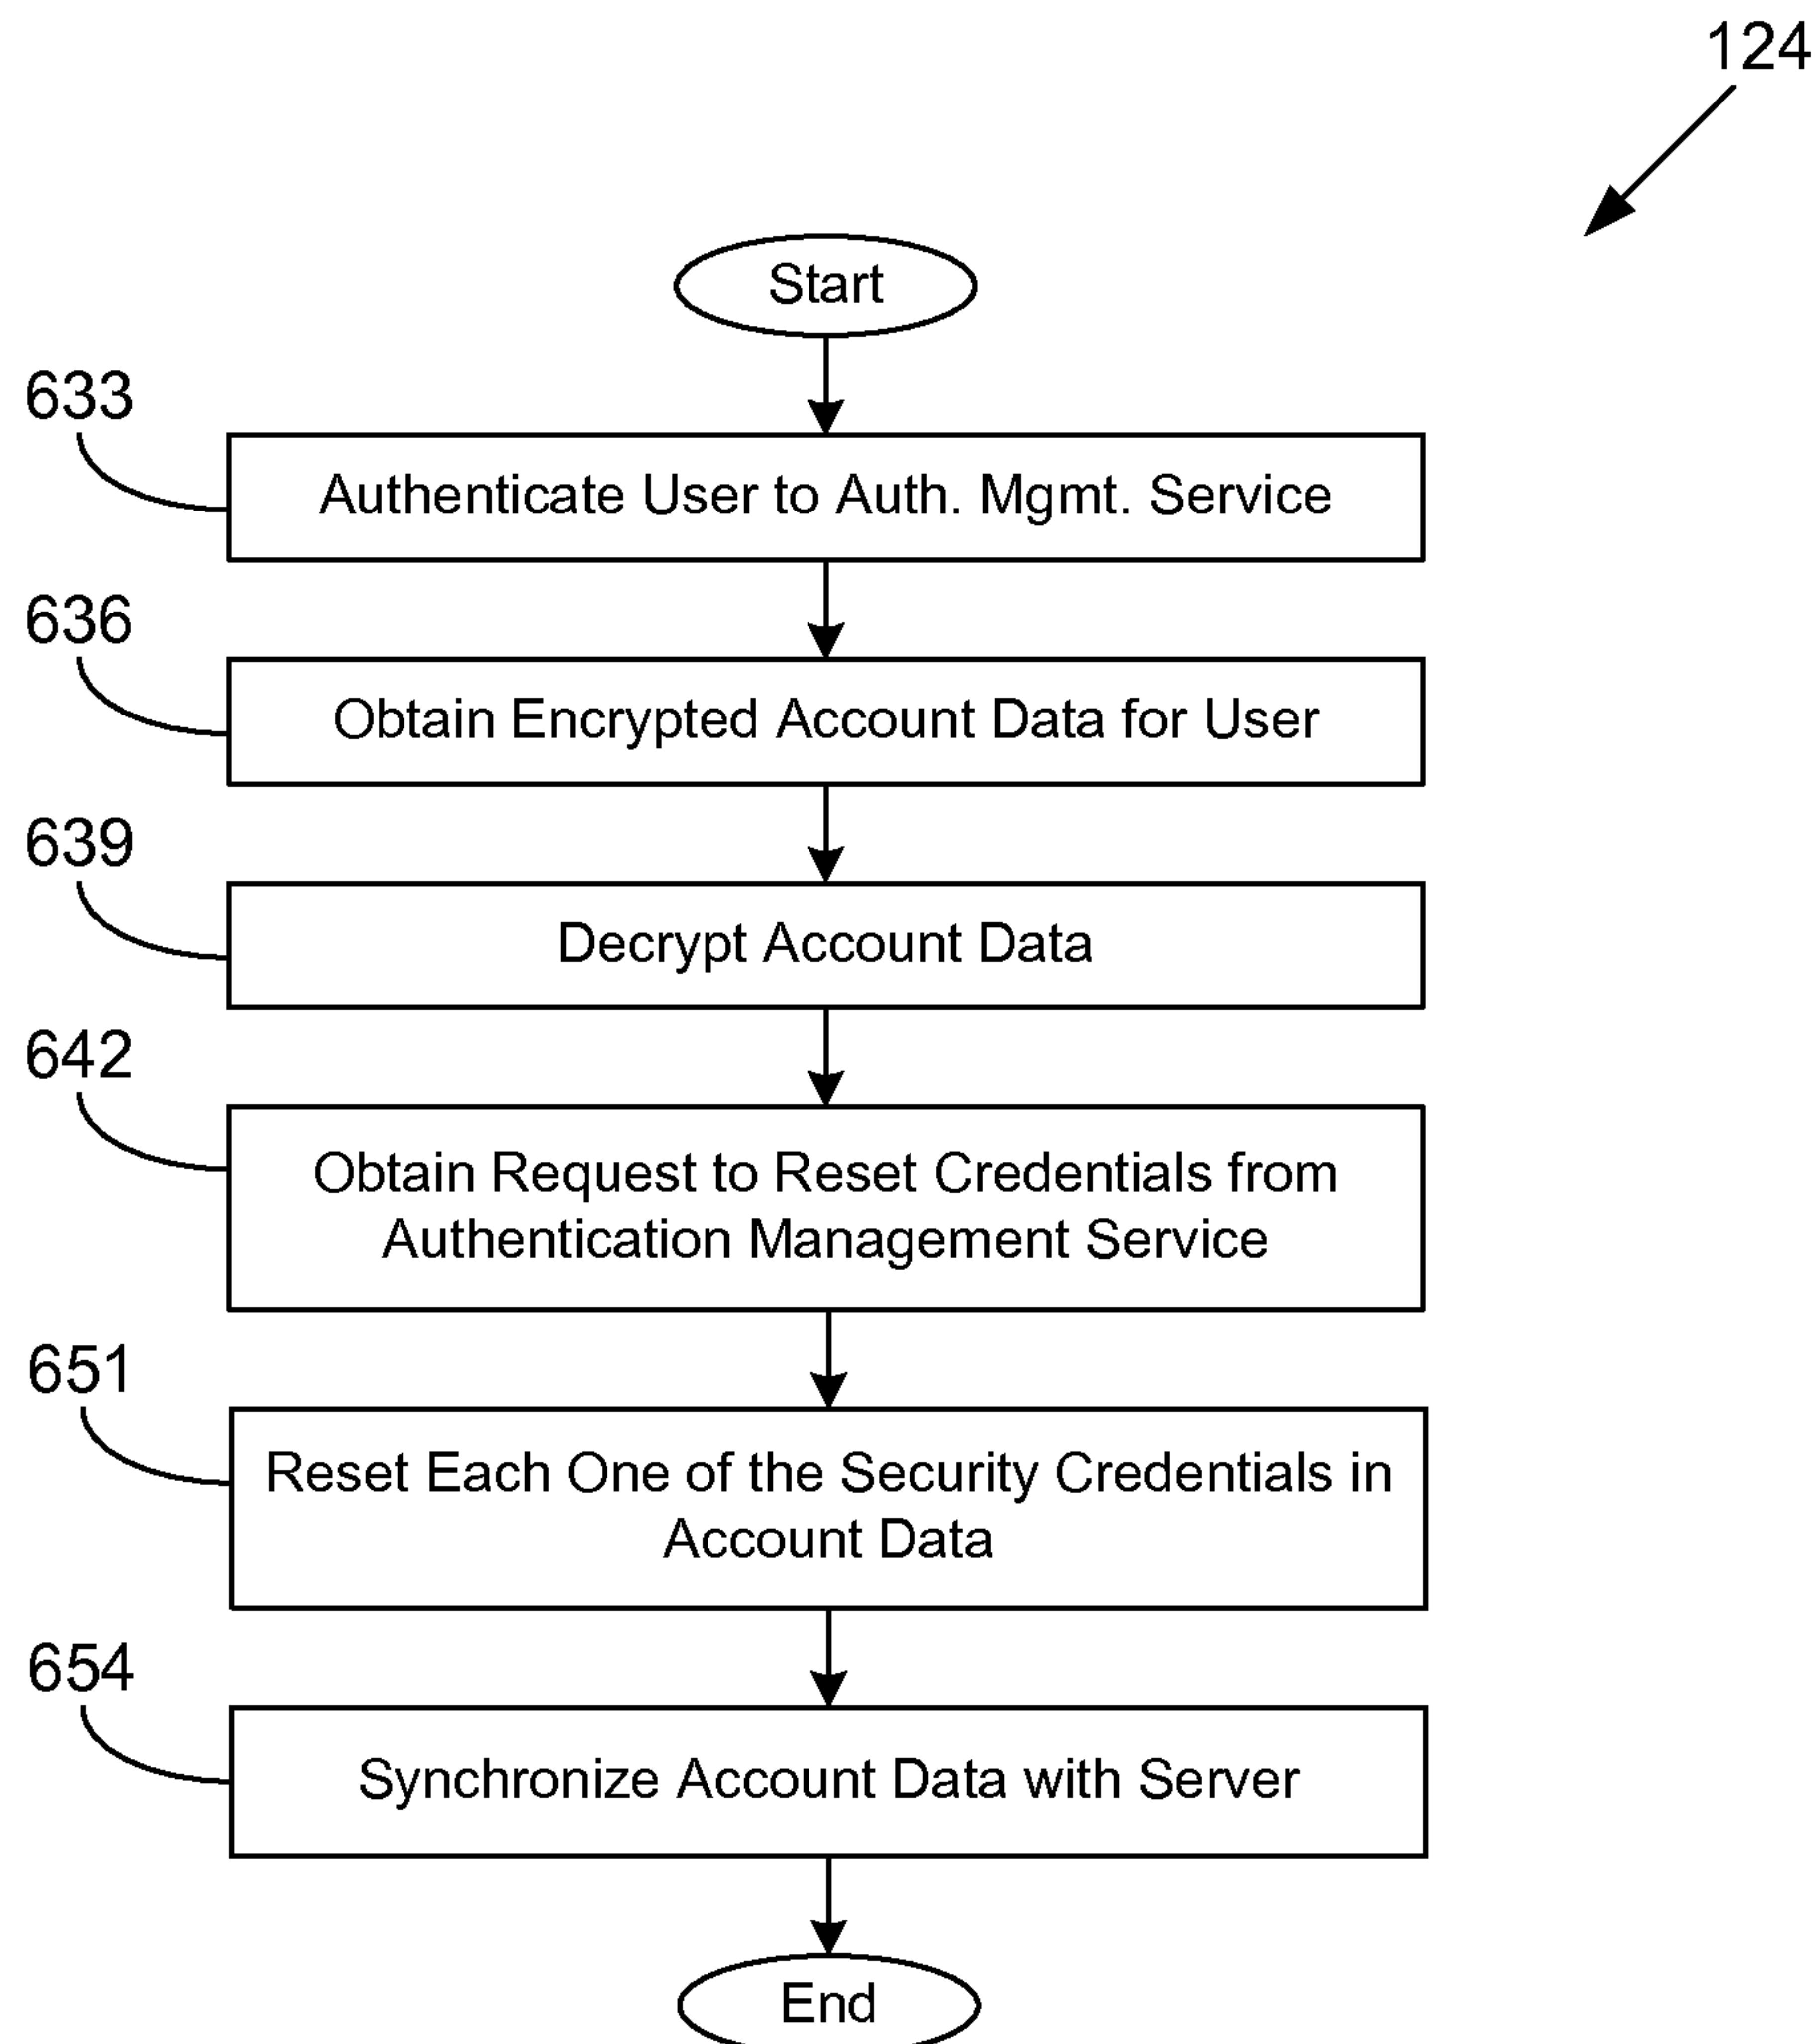 124
Start
633
Authenticate User to Auth. Mgmt. Service
636
Obtain Encrypted Account Data for User
639
Decrypt Account Data
642
Obtain Request to Reset Credentials from
Authentication Management Service
651
Reset Each One of the Security Credentials in
Account Data
654
Synchronize Account Data with Server
End